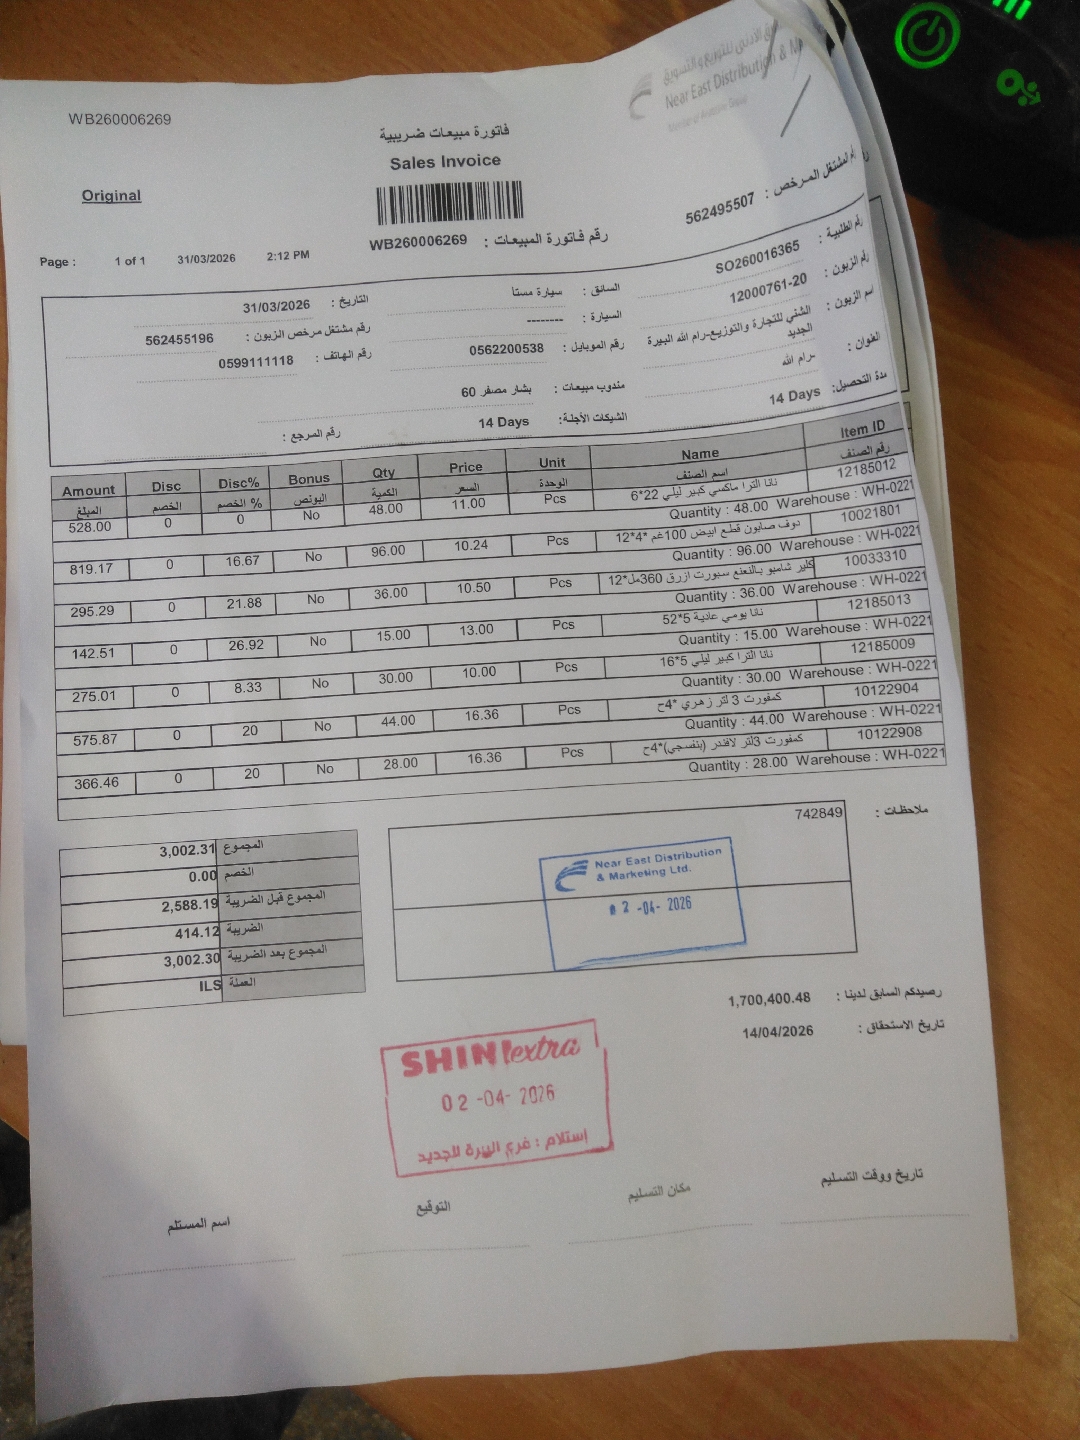 WB260006269
Near East Distribution & M
فاتورة مبيعات ضريبية
Sales Invoice
Original
رقم المشتغل المرخص : 562495507
رقم فاتورة المبيعات : WB260006269
Page : 1 of 1 31/03/2026 2:12 PM
رقم الطلبية : SO260016365
السائق : سيارة مستا
التاريخ : 31/03/2026
رقم الزبون : 12000761-20
السيارة : --------
رقم مشتغل مرخص الزبون : 562455196
اسم الزبون : الشني للتجارة والتوزيع-رام الله البيرة الجديد
رقم الموبايل : 0562200538
رقم الهاتف : 0599111118
العنوان : -رام الله
مندوب مبيعات : بشار مصفر 60
مدة التحصيل: 14 Days
الشيكات الآجلة: 14 Days
رقم المرجع :
Amount Disc Disc% Bonus Qty Price Unit Name Item ID
المبلغ الخصم % الخصم البونص الكمية السعر الوحدة اسم الصنف رقم الصنف
528.00 0 0 No 48.00 11.00 Pcs نانا الترا ماكسي كبير ليلي 22*6 12185012
Quantity : 48.00 Warehouse : WH-0221
819.17 0 16.67 No 96.00 10.24 Pcs دوف صابون قطع ابيض 100غم *4*12 10021801
Quantity : 96.00 Warehouse : WH-0221
295.29 0 21.88 No 36.00 10.50 Pcs كلير شامبو بالنعنع سبورت ازرق 360مل*12 10033310
Quantity : 36.00 Warehouse : WH-0221
142.51 0 26.92 No 15.00 13.00 Pcs نانا يومي عادية 5*52 12185013
Quantity : 15.00 Warehouse : WH-0221
275.01 0 8.33 No 30.00 10.00 Pcs نانا الترا كبير ليلي 5*16 12185009
Quantity : 30.00 Warehouse : WH-0221
575.87 0 20 No 44.00 16.36 Pcs كمفورت 3 لتر زهري *4ح 10122904
Quantity : 44.00 Warehouse : WH-0221
366.46 0 20 No 28.00 16.36 Pcs كمفورت 3لتر لافندر (بنفسجي)*4ح 10122908
Quantity : 28.00 Warehouse : WH-0221
ملاحظات : 742849
المجموع 3,002.31
الخصم 0.00
المجموع قبل الضريبة 2,588.19
الضريبة 414.12
المجموع بعد الضريبة 3,002.30
العملة ILS
Near East Distribution
& Marketing Ltd.
02 -04- 2026
رصيدكم السابق لدينا : 1,700,400.48
تاريخ الاستحقاق : 14/04/2026
SHINI extra
02 -04- 2026
إستلام : فرع البيرة الجديد
تاريخ ووقت التسليم
مكان التسليم
التوقيع
اسم المستلم